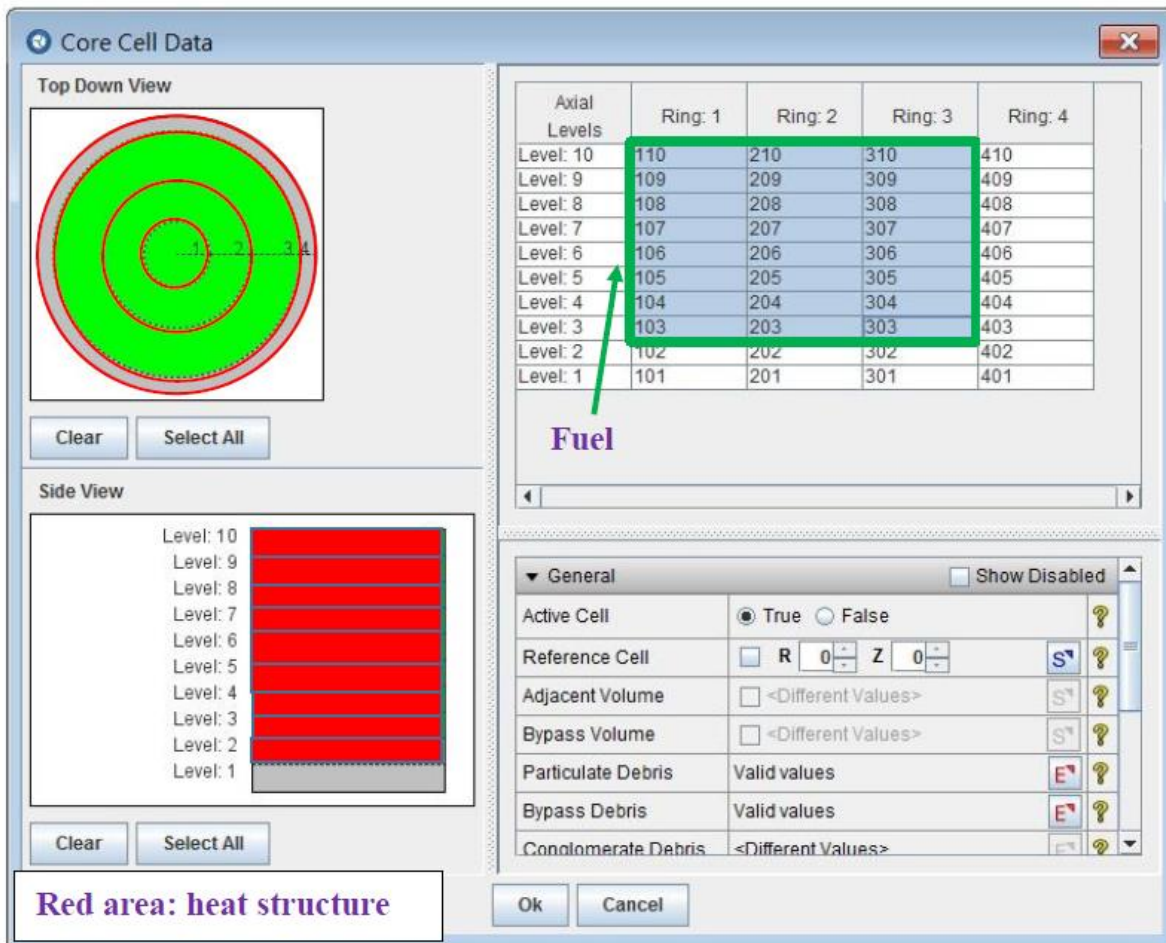 Core Cell Data
Top Down View
1 2 3 4
Clear Select All
Side View
Level: 10
Level: 9
Level: 8
Level: 7
Level: 6
Level: 5
Level: 4
Level: 3
Level: 2
Level: 1
Clear Select All
Red area: heat structure
Axial Levels Ring: 1 Ring: 2 Ring: 3 Ring: 4
Level: 10 110 210 310 410
Level: 9 109 209 309 409
Level: 8 108 208 308 408
Level: 7 107 207 307 407
Level: 6 106 206 306 406
Level: 5 105 205 305 405
Level: 4 104 204 304 404
Level: 3 103 203 303 403
Level: 2 102 202 302 402
Level: 1 101 201 301 401
Fuel
General Show Disabled
Active Cell True False ?
Reference Cell R 0 Z 0 S ?
Adjacent Volume <Different Values> S ?
Bypass Volume <Different Values> S ?
Particulate Debris Valid values E ?
Bypass Debris Valid values E ?
Conglomerate Debris <Different Values> E ?
Ok Cancel